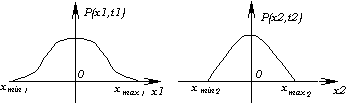 P(x1,t1)
P(x2,t2)
0
0
x min 1
x max 1
x1
x min 2
x max 2
x2